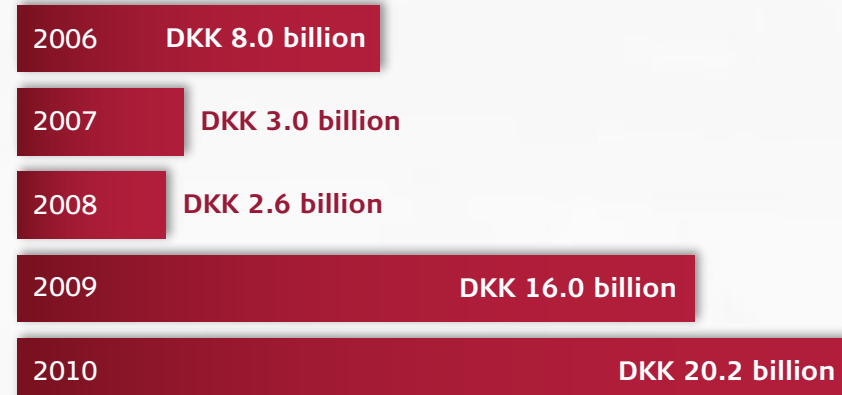 2006 DKK 8.0 billion
2007 DKK 3.0 billion
2008 DKK 2.6 billion
2009 DKK 16.0 billion
2010 DKK 20.2 billion